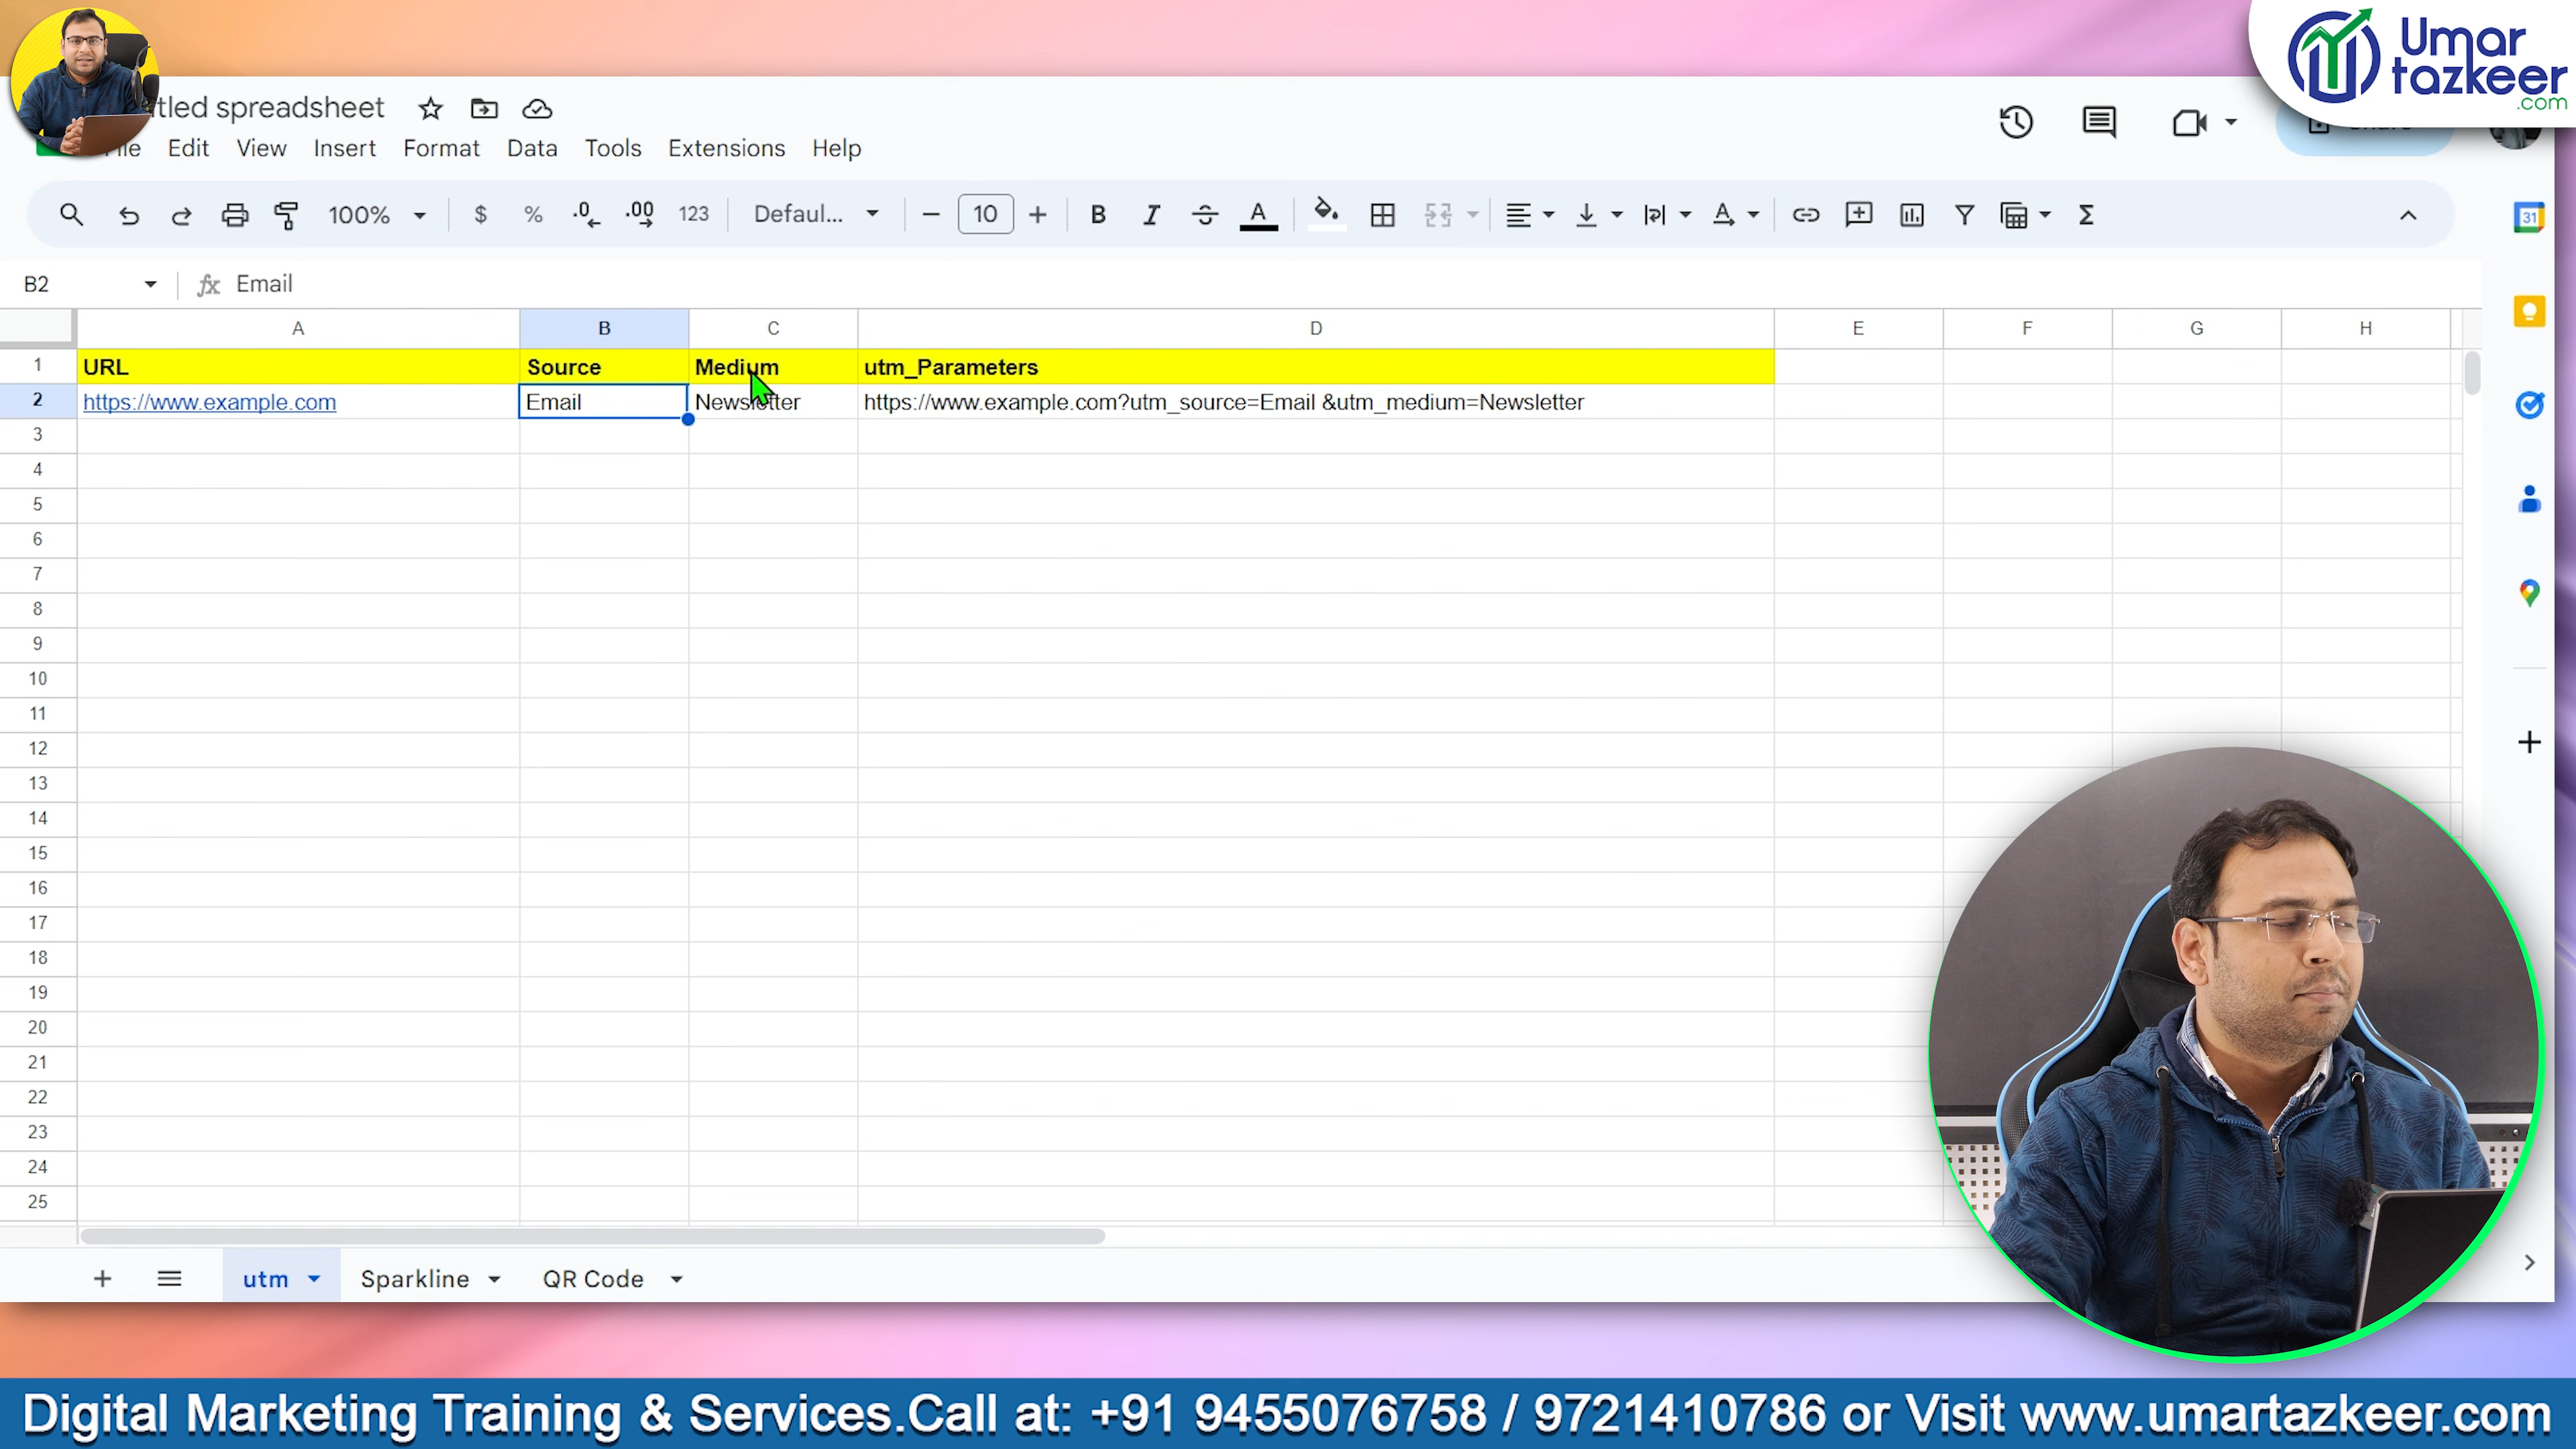 Umar
tazkeer
.com
tled spreadsheet
File Edit View Insert Format Data Tools Extensions Help
100% $ % .0 .00 123 Defaul... 10 B I A Σ
31
B2 fx Email
A B C D E F G H
1 URL Source Medium utm_Parameters
2 https://www.example.com Email Newsletter https://www.example.com?utm_source=Email &utm_medium=Newsletter
3
4
5
6
7
8
9
10
11
12
13
14
15
16
17
18
19
20
21
22
23
24
25
utm Sparkline QR Code
Digital Marketing Training & Services.Call at: +91 9455076758 / 9721410786 or Visit www.umartazkeer.com